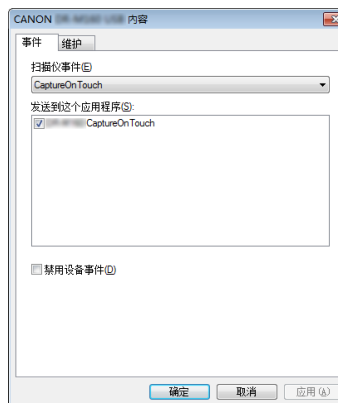 CANON 内容
事件
维护
扫描仪事件(E)
CaptureOnTouch
发送到这个应用程序(S):
CaptureOnTouch
禁用设备事件(D)
确定
取消
应用(A)